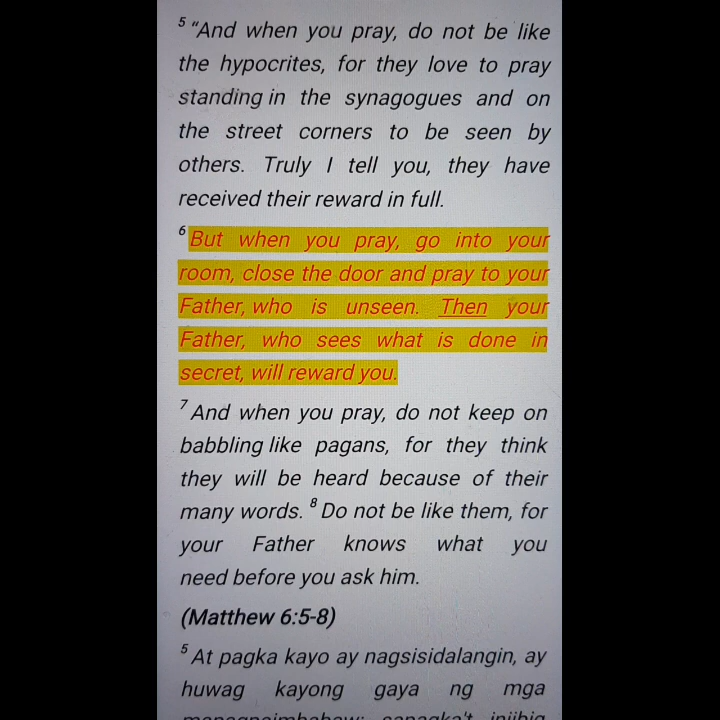 5 “And when you pray, do not be like
the hypocrites, for they love to pray
standing in the synagogues and on
the street corners to be seen by
others. Truly I tell you, they have
received their reward in full.
6 But when you pray, go into your
room, close the door and pray to your
Father, who is unseen. Then your
Father, who sees what is done in
secret, will reward you.
7 And when you pray, do not keep on
babbling like pagans, for they think
they will be heard because of their
many words. 8 Do not be like them, for
your Father knows what you
need before you ask him.
(Matthew 6:5-8)
5 At pagka kayo ay nagsisidalangin, ay
huwag kayong gaya ng mga